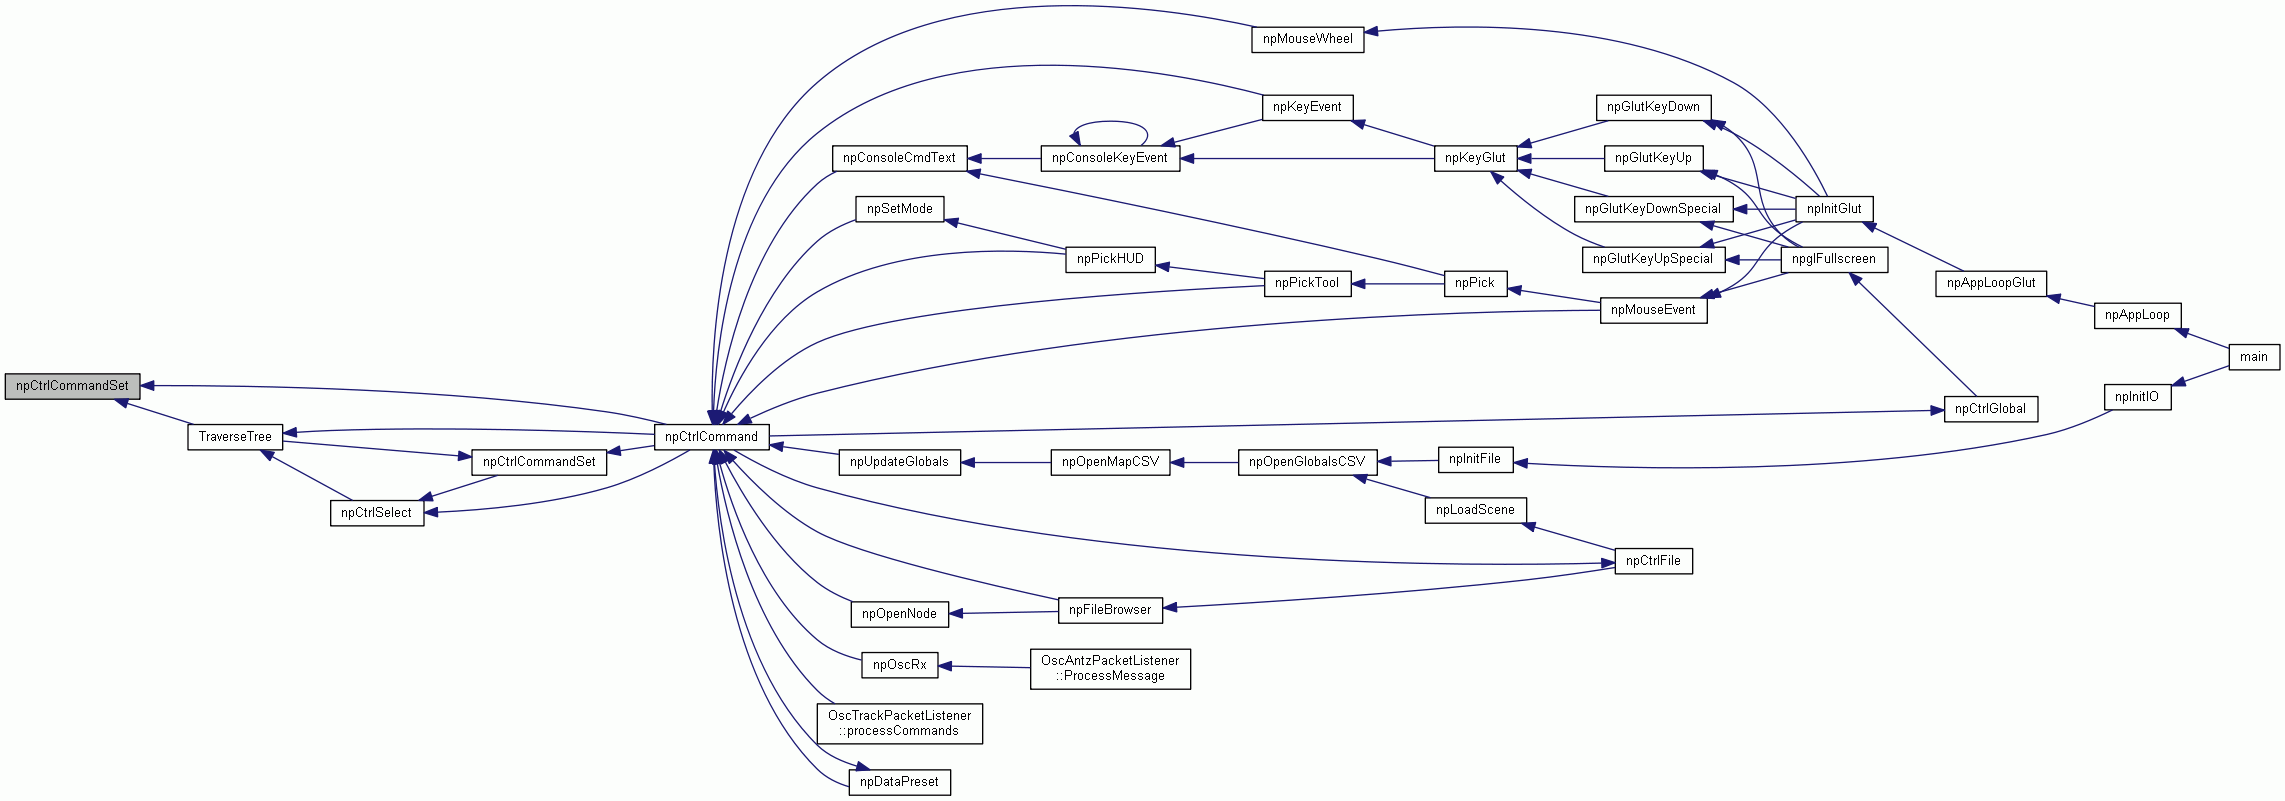 npMouseWheel
npKeyEvent
npGlutKeyDown
npConsoleCmdText
npConsoleKeyEvent
npKeyGlut
npGlutKeyUp
npSetMode
npGlutKeyDownSpecial
npInitGlut
npPickHUD
npGlutKeyUpSpecial
npglFullscreen
npPickTool
npPick
npAppLoopGlut
npMouseEvent
npAppLoop
main
npCtrlCommandSet
npInitIO
npCtrlGlobal
TraverseTree
npCtrlCommand
npCtrlCommandSet
npUpdateGlobals
npOpenMapCSV
npOpenGlobalsCSV
npInitFile
npCtrlSelect
npLoadScene
npCtrlFile
npOpenNode
npFileBrowser
npOscRx
OscAntzPacketListener
::ProcessMessage
OscTrackPacketListener
::processCommands
npDataPreset